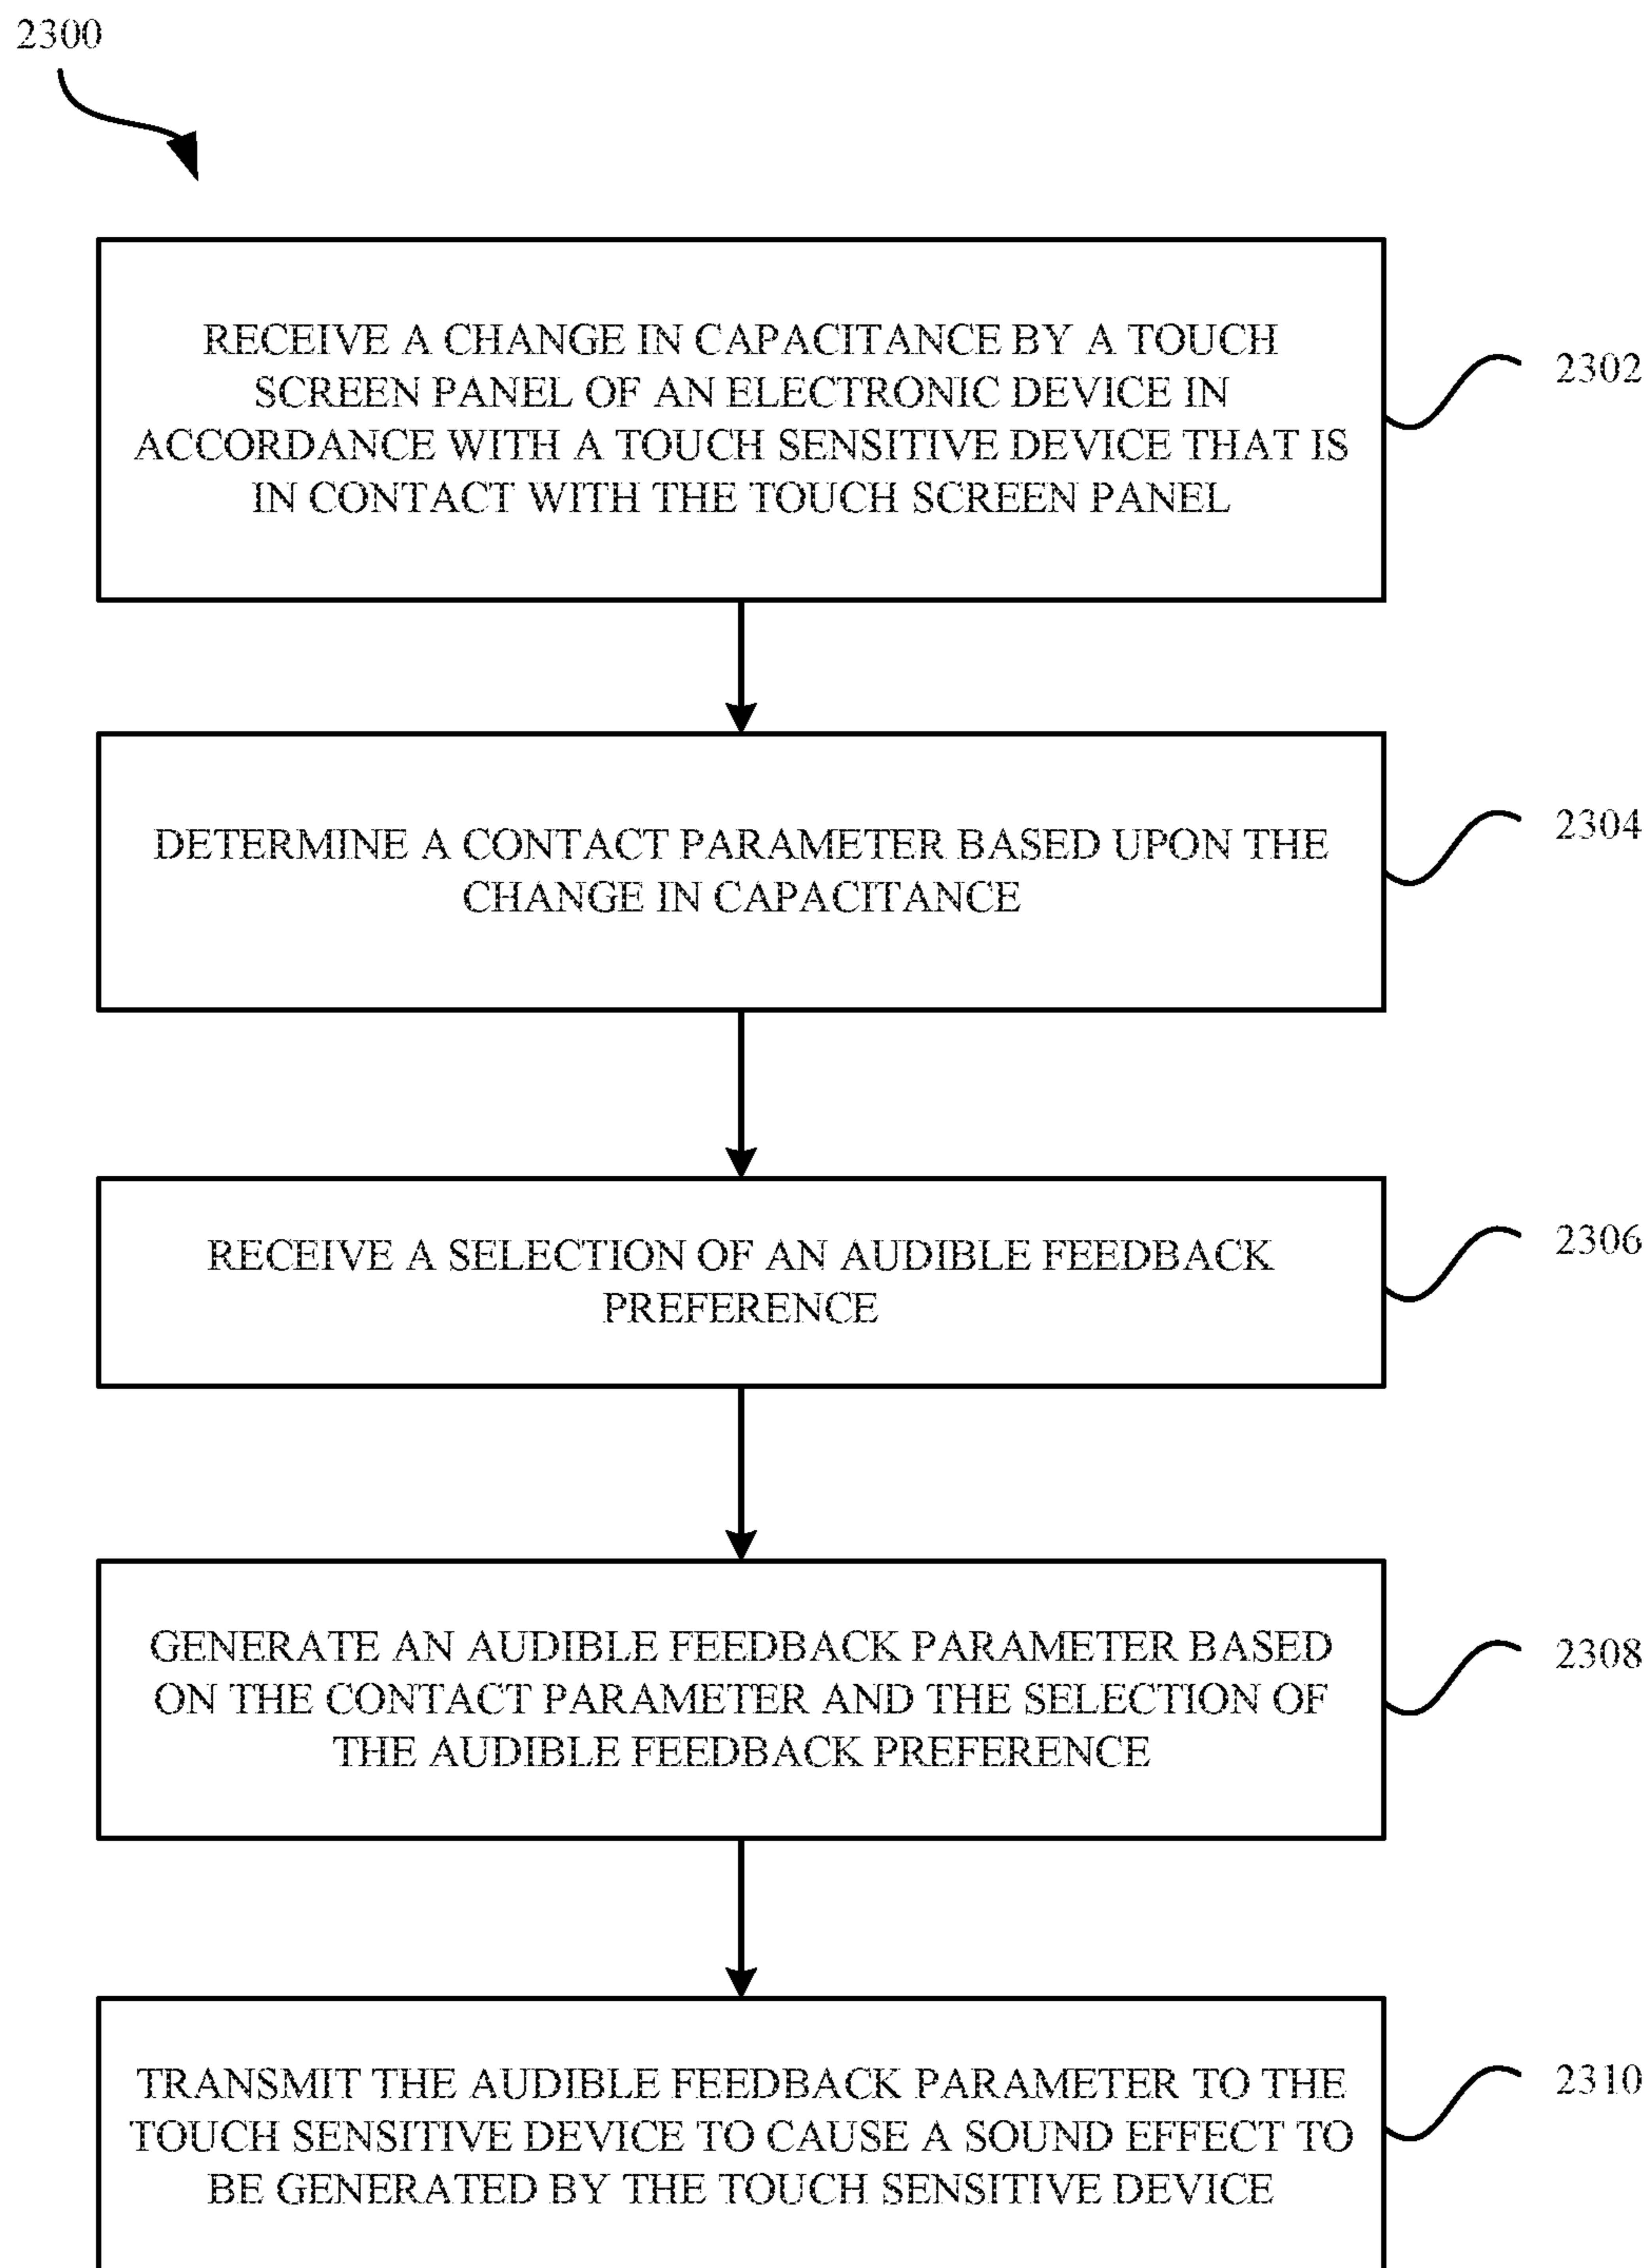 2300
RECEIVE A CHANGE IN CAPACITANCE BY A TOUCH
SCREEN PANEL OF AN ELECTRONIC DEVICE IN
ACCORDANCE WITH A TOUCH SENSITIVE DEVICE THAT IS
IN CONTACT WITH THE TOUCH SCREEN PANEL
2302
DETERMINE A CONTACT PARAMETER BASED UPON THE
CHANGE IN CAPACITANCE
2304
RECEIVE A SELECTION OF AN AUDIBLE FEEDBACK
PREFERENCE
2306
GENERATE AN AUDIBLE FEEDBACK PARAMETER BASED
ON THE CONTACT PARAMETER AND THE SELECTION OF
THE AUDIBLE FEEDBACK PREFERENCE
2308
TRANSMIT THE AUDIBLE FEEDBACK PARAMETER TO THE
TOUCH SENSITIVE DEVICE TO CAUSE A SOUND EFFECT TO
BE GENERATED BY THE TOUCH SENSITIVE DEVICE
2310